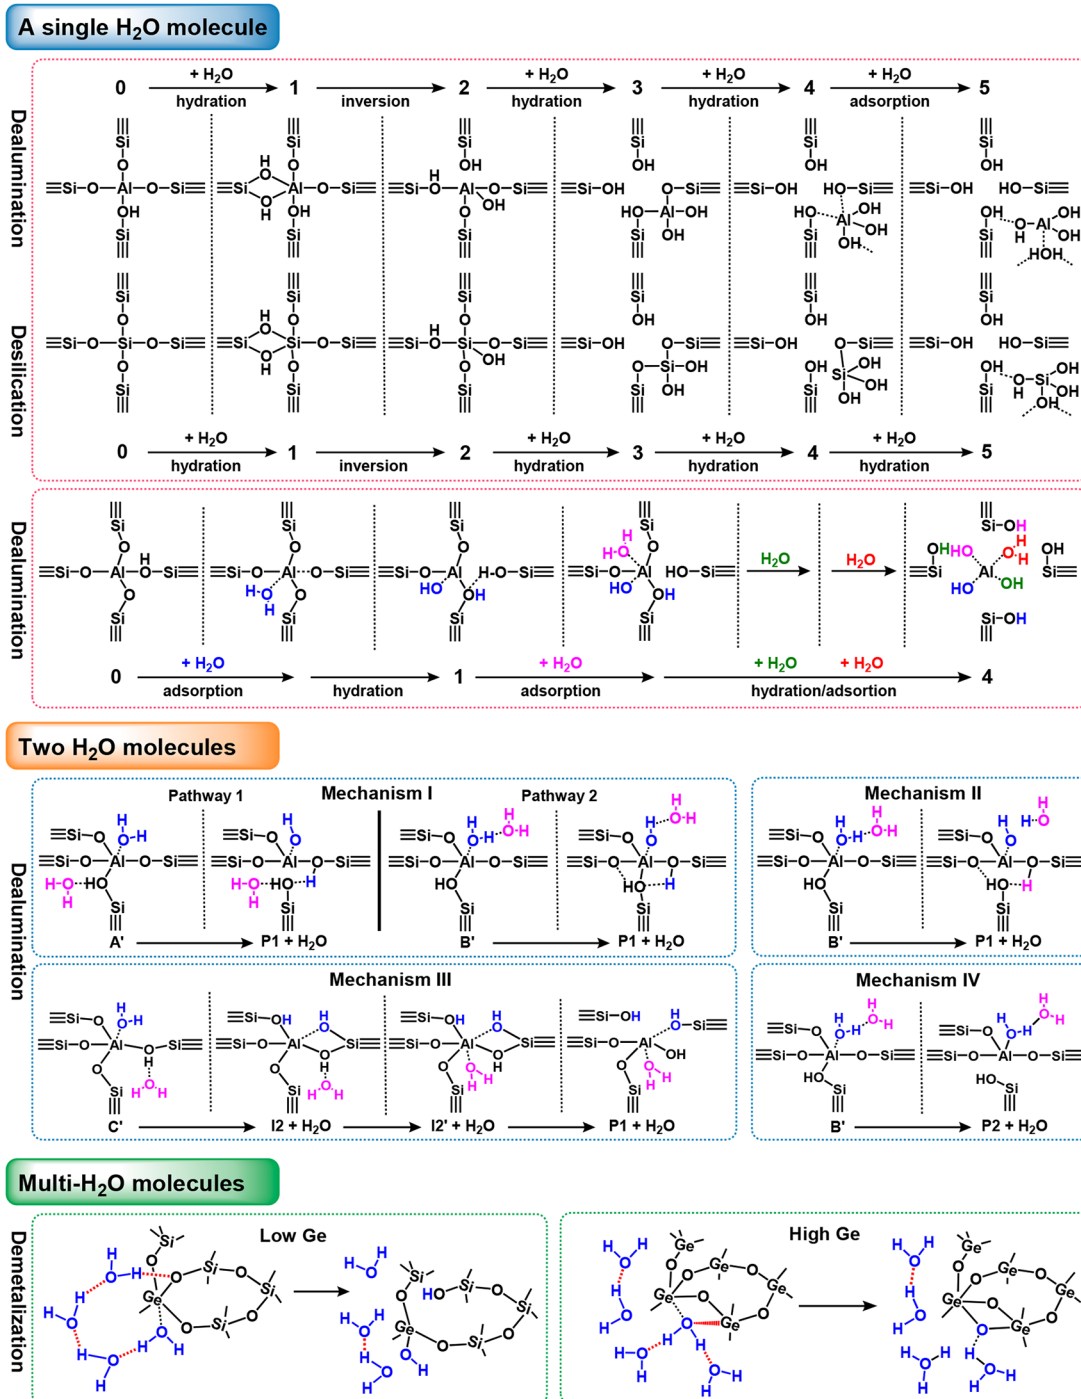 A single H₂O molecule
Dealumination
0 + H₂O hydration 1 inversion 2 + H₂O hydration 3 + H₂O hydration 4 + H₂O adsorption 5
Desilication
0 + H₂O hydration 1 inversion 2 + H₂O hydration 3 + H₂O hydration 4 + H₂O hydration 5
Dealumination
H₂O H₂O
0 + H₂O adsorption hydration 1 + H₂O adsorption + H₂O + H₂O hydration/adsortion 4
Two H₂O molecules
Dealumination
Pathway 1 Mechanism I Pathway 2
A' P1 + H₂O B' P1 + H₂O
Mechanism II
B' P1 + H₂O
Mechanism III
C' I2 + H₂O I2' + H₂O P1 + H₂O
Mechanism IV
B' P2 + H₂O
Multi-H₂O molecules
Demetalization
Low Ge
High Ge